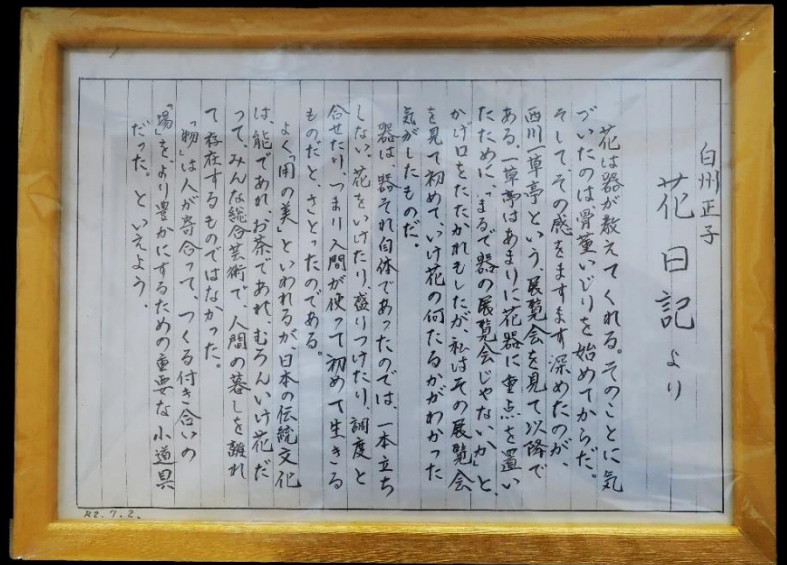 白州正子
花日記より
花は器が教えてくれる。そのことに気
づいたのは骨董いじりを始めてからだ。
そしてその感をますます深めたのが、
西川一草亭という展覧会を見て以降で
ある。一草亭はあまりに花器に重点を置い
たために、「まるで器の展覧会じゃないか」と、
かげ口をたたかれもしたが、私はその展覧会
を見て初めて、いけ花の何たるかがわかった
気がしたものだ。
器は、器それ自体であったのでは、一本立ち
しない。花をいけたり、盛りつけたり、調度と
合せたり、つまり人間が使って初めて生きる
ものだと、さとったのである。
よく「用の美」といわれるが、日本の伝統文化
は、能であれ、お茶であれ、むろんいけ花だ
って、みんな総合芸術で、人間の暮しを離れ
て存在するものではなかった。
「物」は人が寄合って、つくる付き合いの
「場」を、より豊かにするための重要な小道具
だった。といえよう。
R2.7.2.